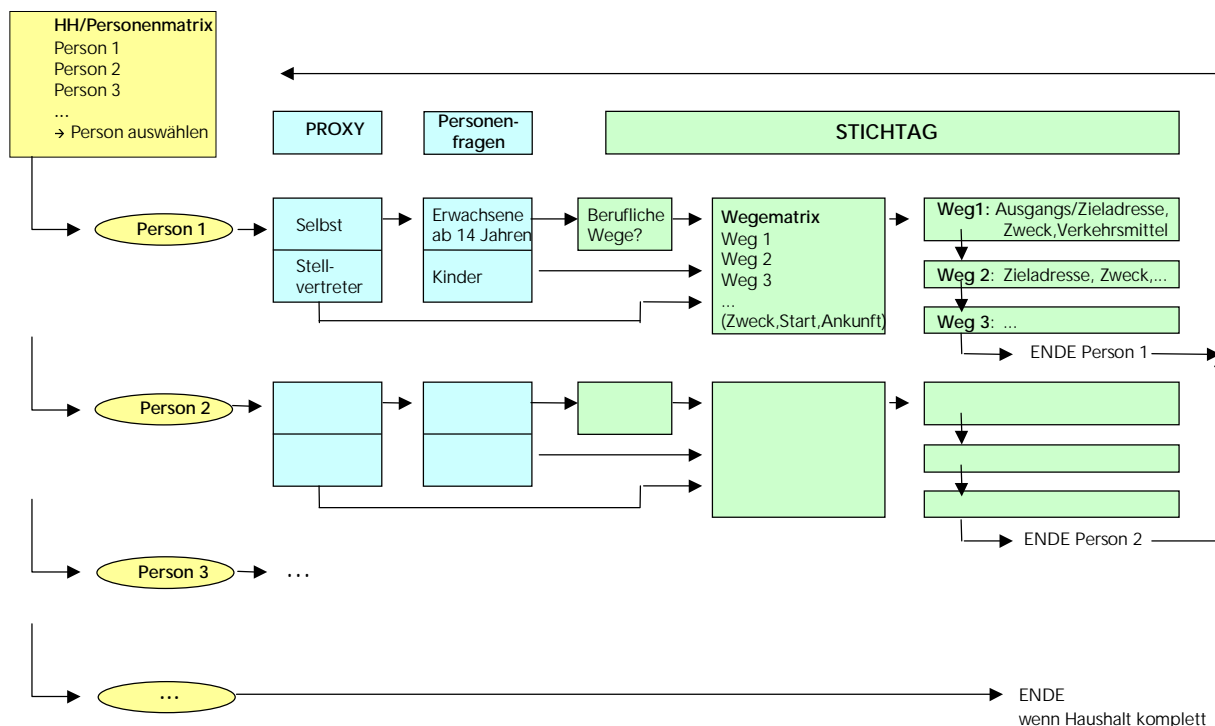 HH/Personenmatrix
Person 1
Person 2
Person 3
...
→ Person auswählen
PROXY
Personen-
fragen
STICHTAG
Person 1
Selbst
Stell-
vertreter
Erwachsene
ab 14 Jahren
Kinder
Berufliche
Wege?
Wegematrix
Weg 1
Weg 2
Weg 3
...
(Zweck,Start,Ankunft)
Weg1: Ausgangs/Zieladresse,
Zweck,Verkehrsmittel
Weg 2: Zieladresse, Zweck,...
Weg 3: ...
ENDE Person 1
Person 2
ENDE Person 2
Person 3
...
...
ENDE
wenn Haushalt komplett